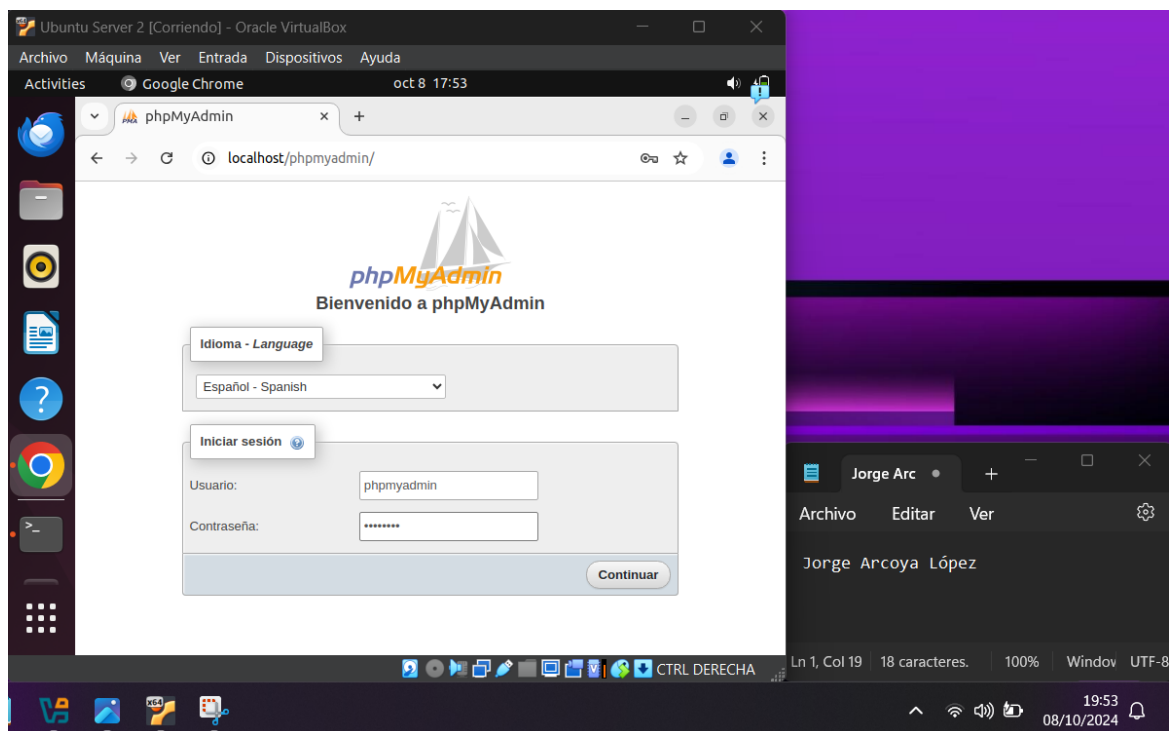 Ubuntu Server 2 [Corriendo] - Oracle VirtualBox
Archivo Máquina Ver Entrada Dispositivos Ayuda
Activities Google Chrome oct 8 17:53
phpMyAdmin
localhost/phpmyadmin/
phpMyAdmin
Bienvenido a phpMyAdmin
Idioma - Language
Español - Spanish
Iniciar sesión
Usuario: phpmyadmin
Contraseña: ••••••••
Continuar
CTRL DERECHA
Jorge Arc
Archivo Editar Ver
Jorge Arcoya López
Ln 1, Col 19 18 caracteres. 100% Window UTF-8
19:53
08/10/2024